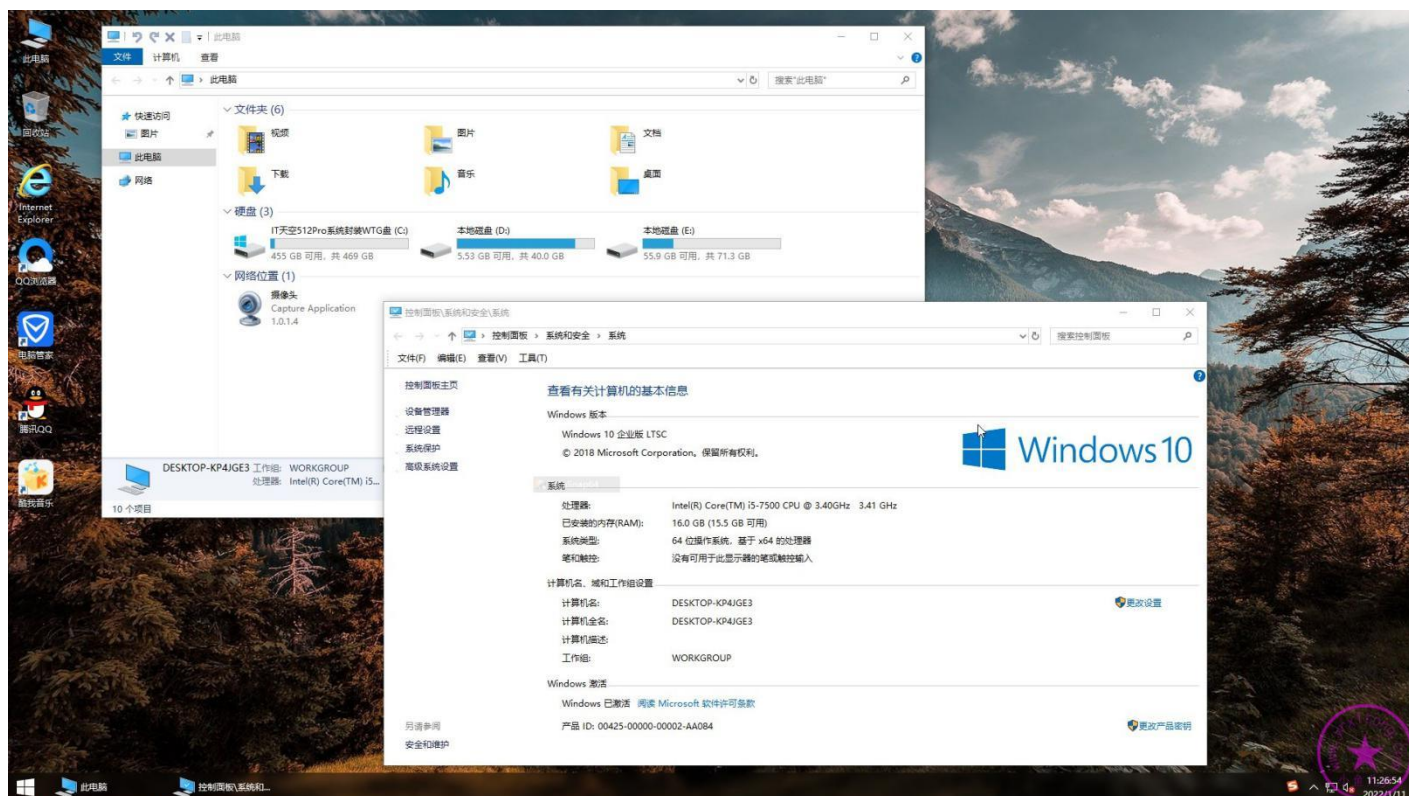 此电脑
回收站
Internet
Explorer
QQ浏览器
电脑管家
腾讯QQ
酷我音乐
此电脑
文件 计算机 查看
此电脑
搜索"此电脑"
快速访问
图片
此电脑
网络
文件夹 (6)
视频 图片 文档
下载 音乐 桌面
硬盘 (3)
IT天空512Pro系统封装WTG盘 (C:)
455 GB 可用, 共 469 GB
本地磁盘 (D:)
5.53 GB 可用, 共 40.0 GB
本地磁盘 (E:)
55.9 GB 可用, 共 71.3 GB
网络位置 (1)
摄像头
Capture Application
1.0.1.4
DESKTOP-KP4JGE3 工作组: WORKGROUP
处理器: Intel(R) Core(TM) i5...
10 个项目
控制面板\系统和安全\系统
控制面板 系统和安全 系统
搜索控制面板
文件(F) 编辑(E) 查看(V) 工具(T)
控制面板主页
设备管理器
远程设置
系统保护
高级系统设置
另请参阅
安全和维护
查看有关计算机的基本信息
Windows 版本
Windows 10 企业版 LTSC
© 2018 Microsoft Corporation。保留所有权利。
Windows 10
系统
处理器: Intel(R) Core(TM) i5-7500 CPU @ 3.40GHz 3.41 GHz
已安装的内存(RAM): 16.0 GB (15.5 GB 可用)
系统类型: 64 位操作系统, 基于 x64 的处理器
笔和触控: 没有可用于此显示器的笔或触控输入
计算机名、域和工作组设置
计算机名: DESKTOP-KP4JGE3
更改设置
计算机全名: DESKTOP-KP4JGE3
计算机描述:
工作组: WORKGROUP
Windows 激活
Windows 已激活 阅读 Microsoft 软件许可条款
产品 ID: 00425-00000-00002-AA084
更改产品密钥
此电脑
控制面板\系统和...
11:26:54
2022/1/11